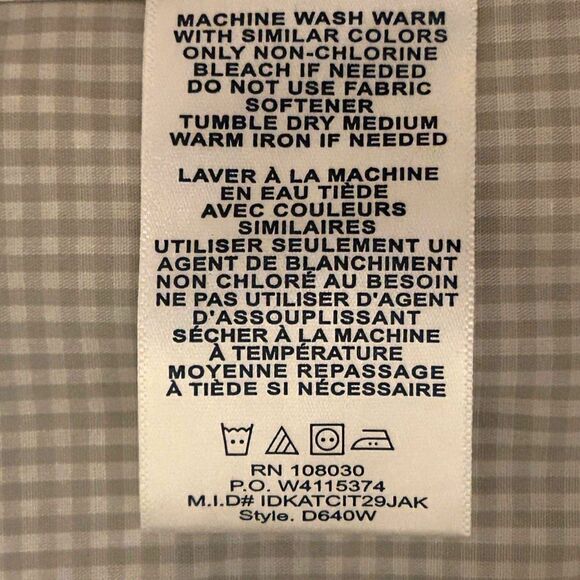 MACHINE WASH WARM
WITH SIMILAR COLORS
ONLY NON-CHLORINE
BLEACH IF NEEDED
DO NOT USE FABRIC
SOFTENER
TUMBLE DRY MEDIUM
WARM IRON IF NEEDED
LAVER À LA MACHINE
EN EAU TIÈDE
AVEC COULEURS
SIMILAIRES
UTILISER SEULEMENT UN
AGENT DE BLANCHIMENT
NON CHLORÉ AU BESOIN
NE PAS UTILISER D'AGENT
D'ASSOUPLISSANT
SÉCHER À LA MACHINE
À TEMPÉRATURE
MOYENNE REPASSAGE
À TIÈDE SI NÉCESSAIRE
RN 108030
P.O. W4115374
M.I.D# IDKATCIT29JAK
Style. D640W